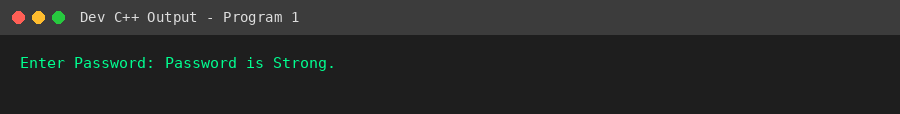 Dev C++ Output - Program 1
Enter Password: Password is Strong.